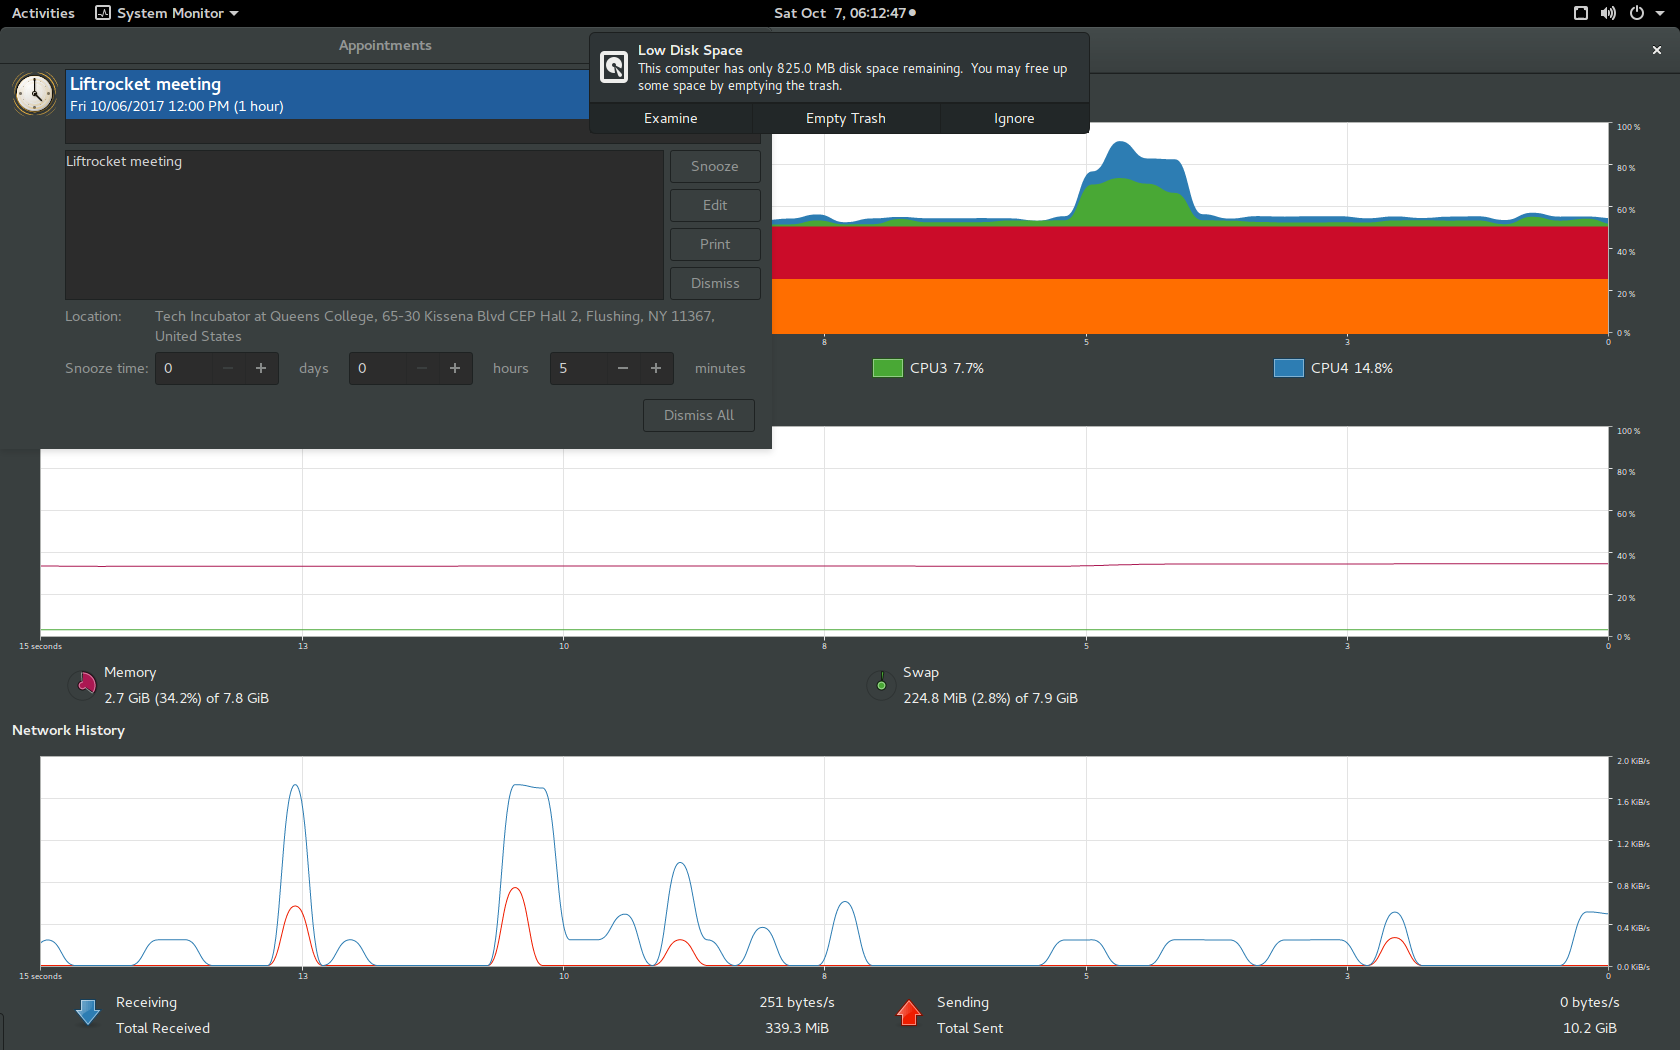 Activities
System Monitor
Sat Oct  7, 06:12:47
Appointments
Liftrocket meeting
Fri 10/06/2017 12:00 PM (1 hour)
Low Disk Space
This computer has only 825.0 MB disk space remaining.  You may free up
some space by emptying the trash.
Examine
Empty Trash
Ignore
Liftrocket meeting
Snooze
Edit
Print
Dismiss
Location:
Tech Incubator at Queens College, 65-30 Kissena Blvd CEP Hall 2, Flushing, NY 11367,
United States
Snooze time:
0
days
0
hours
5
minutes
Dismiss All
100 %
80 %
60 %
40 %
20 %
0 %
8
5
3
0
CPU3 7.7%
CPU4 14.8%
100 %
80 %
60 %
40 %
20 %
0 %
15 seconds
13
10
8
5
3
0
Memory
2.7 GiB (34.2%) of 7.8 GiB
Swap
224.8 MiB (2.8%) of 7.9 GiB
Network History
2.0 KiB/s
1.6 KiB/s
1.2 KiB/s
0.8 KiB/s
0.4 KiB/s
0.0 KiB/s
15 seconds
13
10
8
5
3
0
Receiving
251 bytes/s
Total Received
339.3 MiB
Sending
0 bytes/s
Total Sent
10.2 GiB